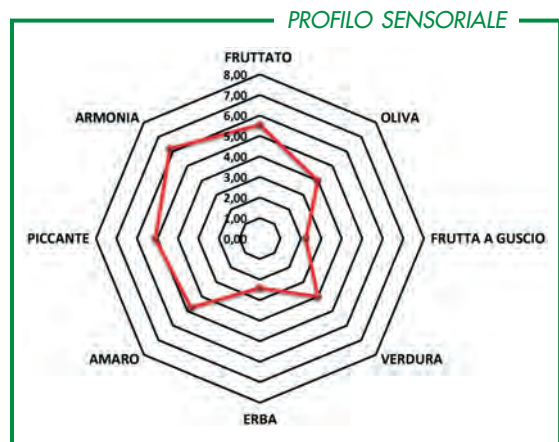 PROFILO SENSORIALE
FRUTTATO
8,00
7,00
6,00
5,00
4,00
3,00
2,00
1,00
0,00
OLIVA
FRUTTA A GUSCIO
VERDURA
ERBA
AMARO
PICCANTE
ARMONIA